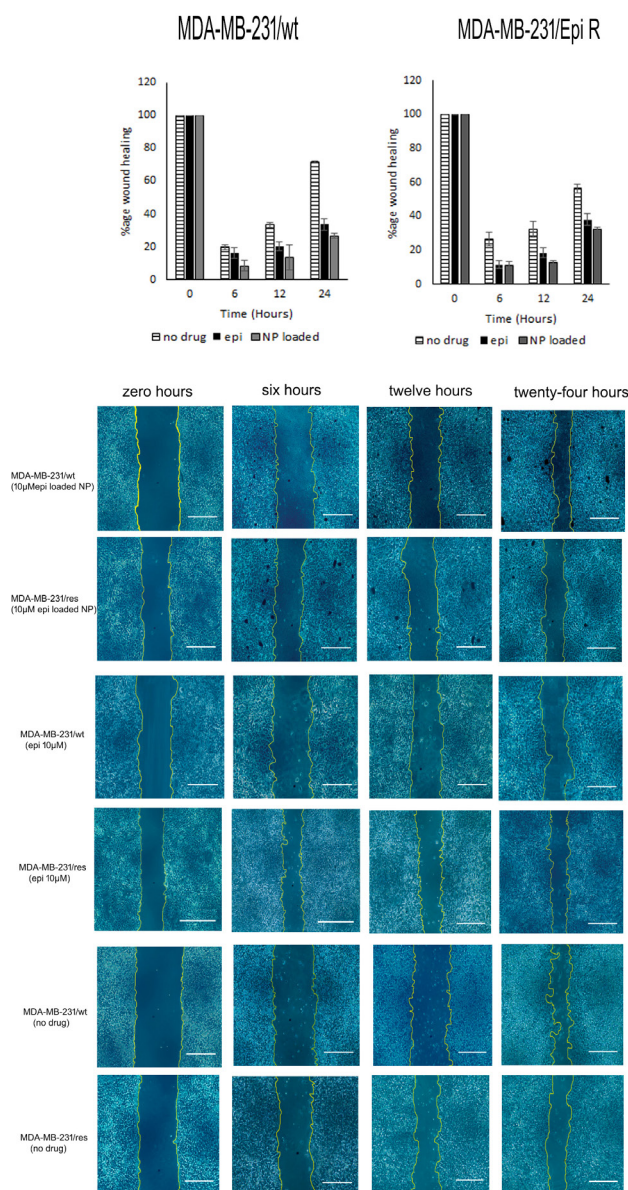 MDA-MB-231/wt
120
100
80
60
40
20
0
%age wound healing
0 6 12 24
Time (Hours)
no drug epi NP loaded
MDA-MB-231/Epi R
120
100
80
60
40
20
0
%age wound healing
0 6 12 24
Time (Hours)
no drug epi NP loaded
zero hours six hours twelve hours twenty-four hours
MDA-MB-231/wt
(10µMepi loaded NP)
MDA-MB-231/res
(10µM epi loaded NP)
MDA-MB-231/wt
(epi 10µM)
MDA-MB-231/res
(epi 10µM)
MDA-MB-231/wt
(no drug)
MDA-MB-231/res
(no drug)